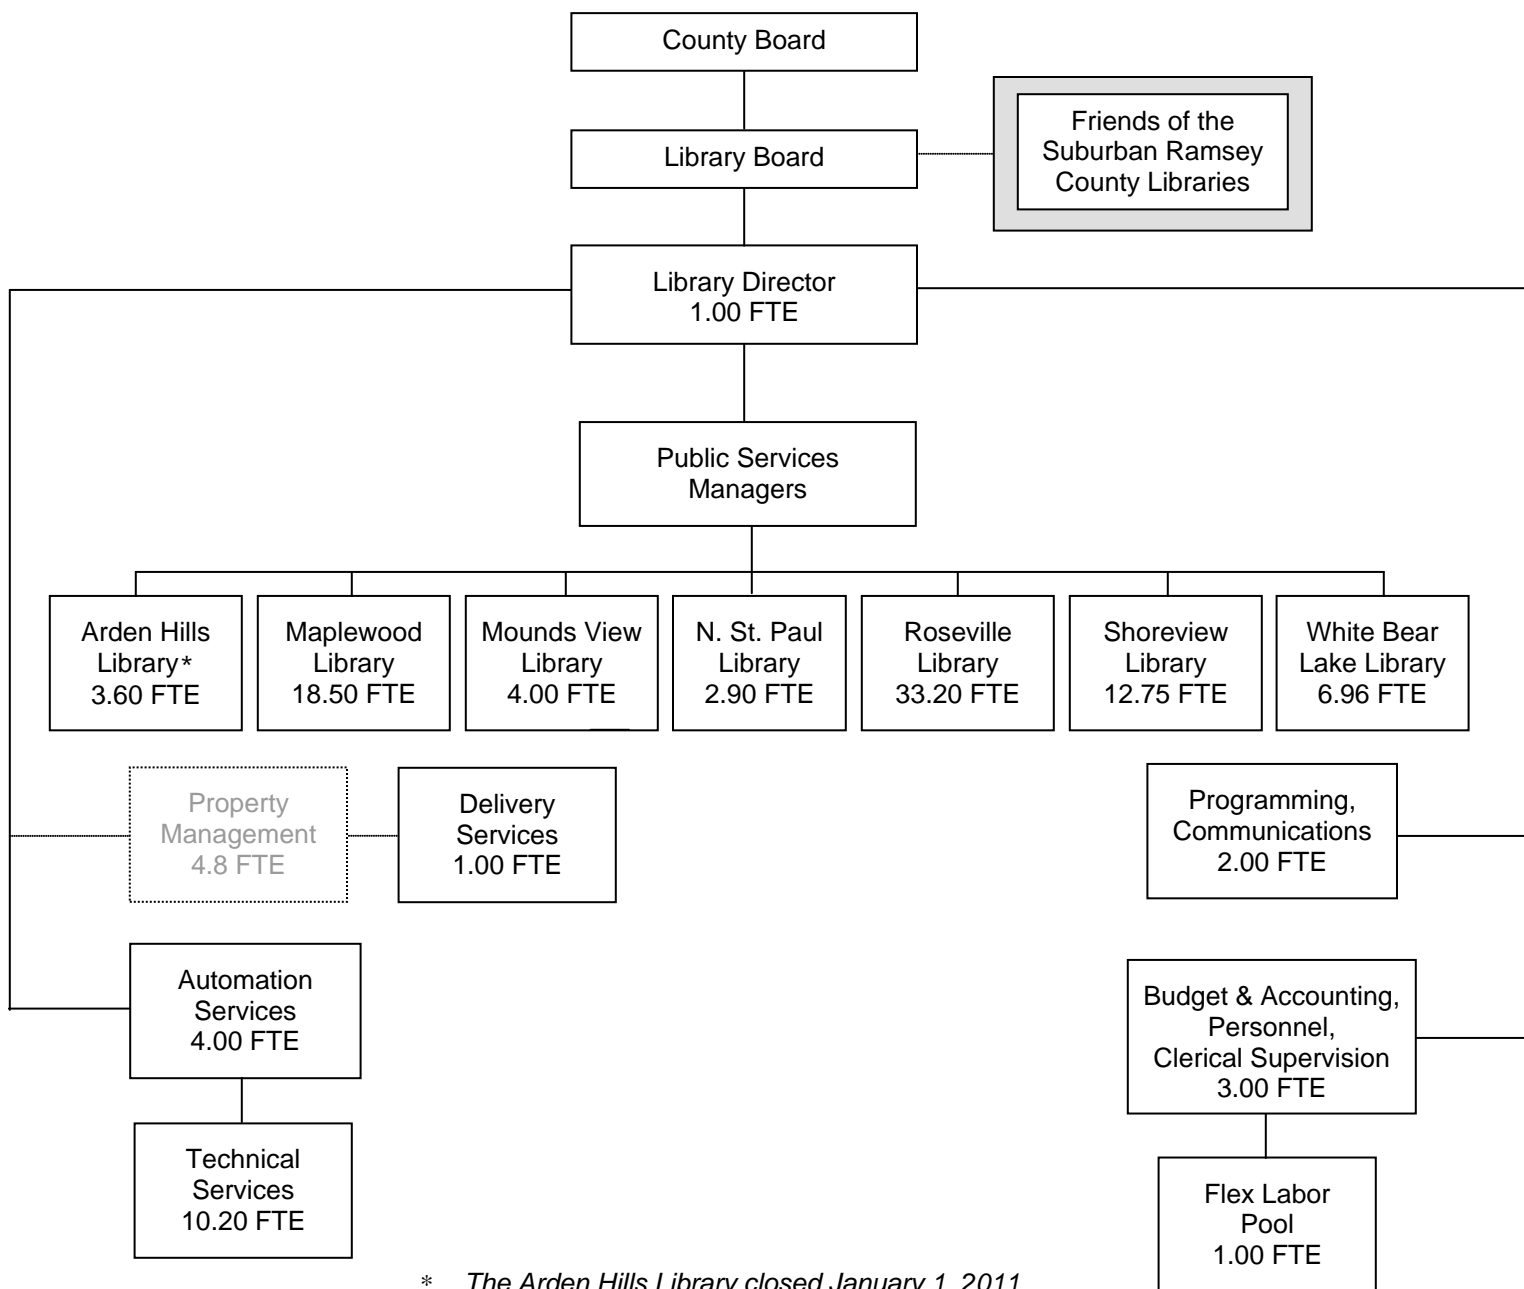 County Board
Friends of the
Suburban Ramsey
County Libraries
Library Board
Library Director
1.00 FTE
Public Services
Managers
Arden Hills
Library*
3.60 FTE
Maplewood
Library
18.50 FTE
Mounds View
Library
4.00 FTE
N. St. Paul
Library
2.90 FTE
Roseville
Library
33.20 FTE
Shoreview
Library
12.75 FTE
White Bear
Lake Library
6.96 FTE
Property
Management
4.8 FTE
Delivery
Services
1.00 FTE
Programming,
Communications
2.00 FTE
Automation
Services
4.00 FTE
Budget & Accounting,
Personnel,
Clerical Supervision
3.00 FTE
Technical
Services
10.20 FTE
Flex Labor
Pool
1.00 FTE
* The Arden Hills Library closed January 1, 2011